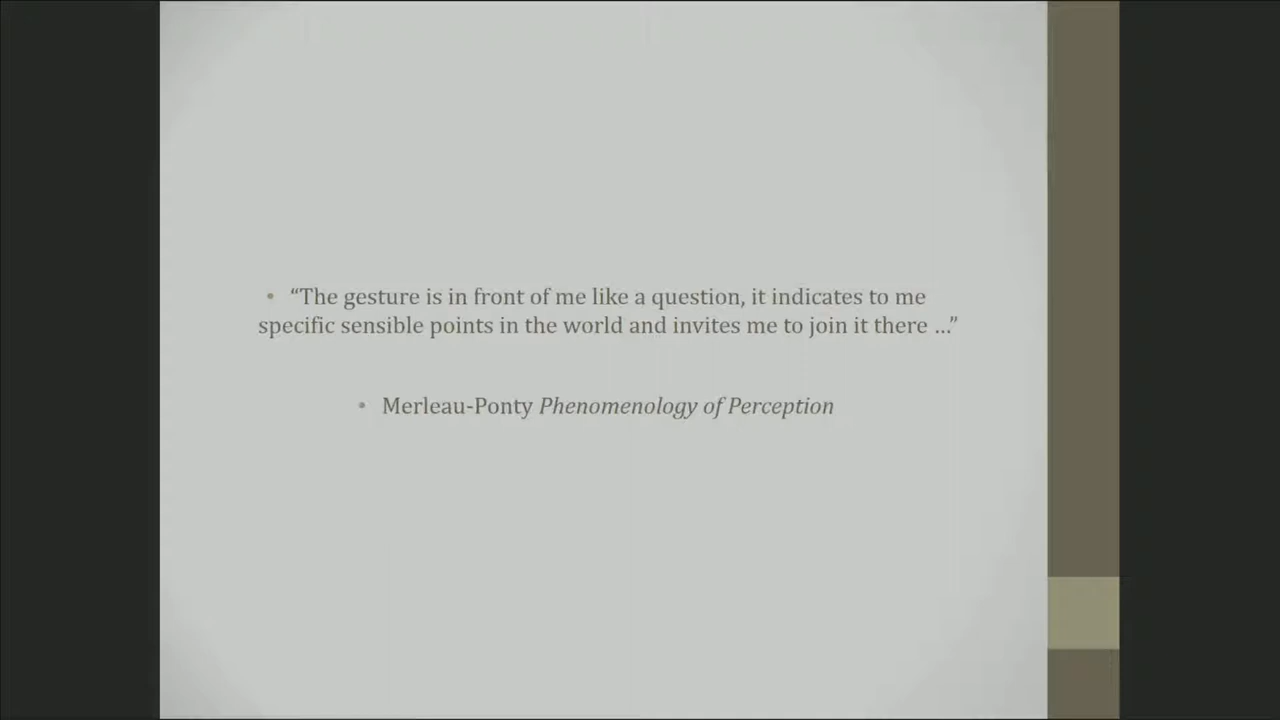 • “The gesture is in front of me like a question, it indicates to me
specific sensible points in the world and invites me to join it there ...”
• Merleau-Ponty Phenomenology of Perception